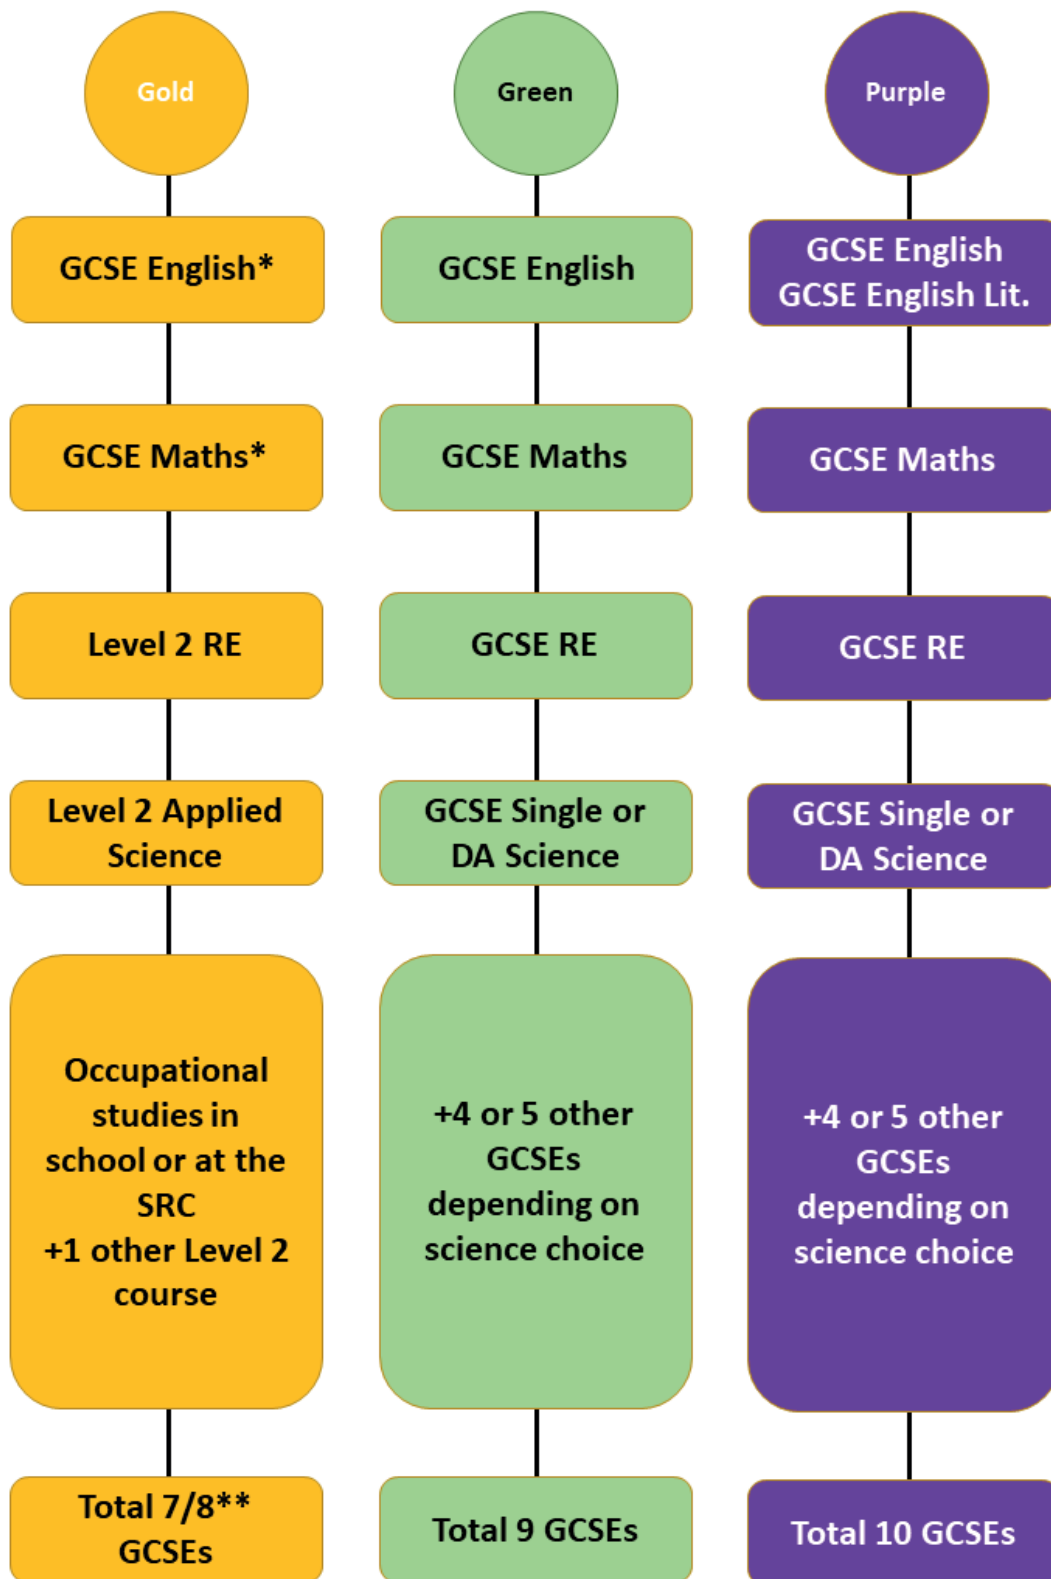 Gold
GCSE English*
GCSE Maths*
Level 2 RE
Level 2 Applied
Science
Occupational
studies in
school or at the
SRC
+1 other Level 2
course
Total 7/8**
GCSEs
Green
GCSE English
GCSE Maths
GCSE RE
GCSE Single or
DA Science
+4 or 5 other
GCSEs
depending on
science choice
Total 9 GCSEs
Purple
GCSE English
GCSE English Lit.
GCSE Maths
GCSE RE
GCSE Single or
DA Science
+4 or 5 other
GCSEs
depending on
science choice
Total 10 GCSEs